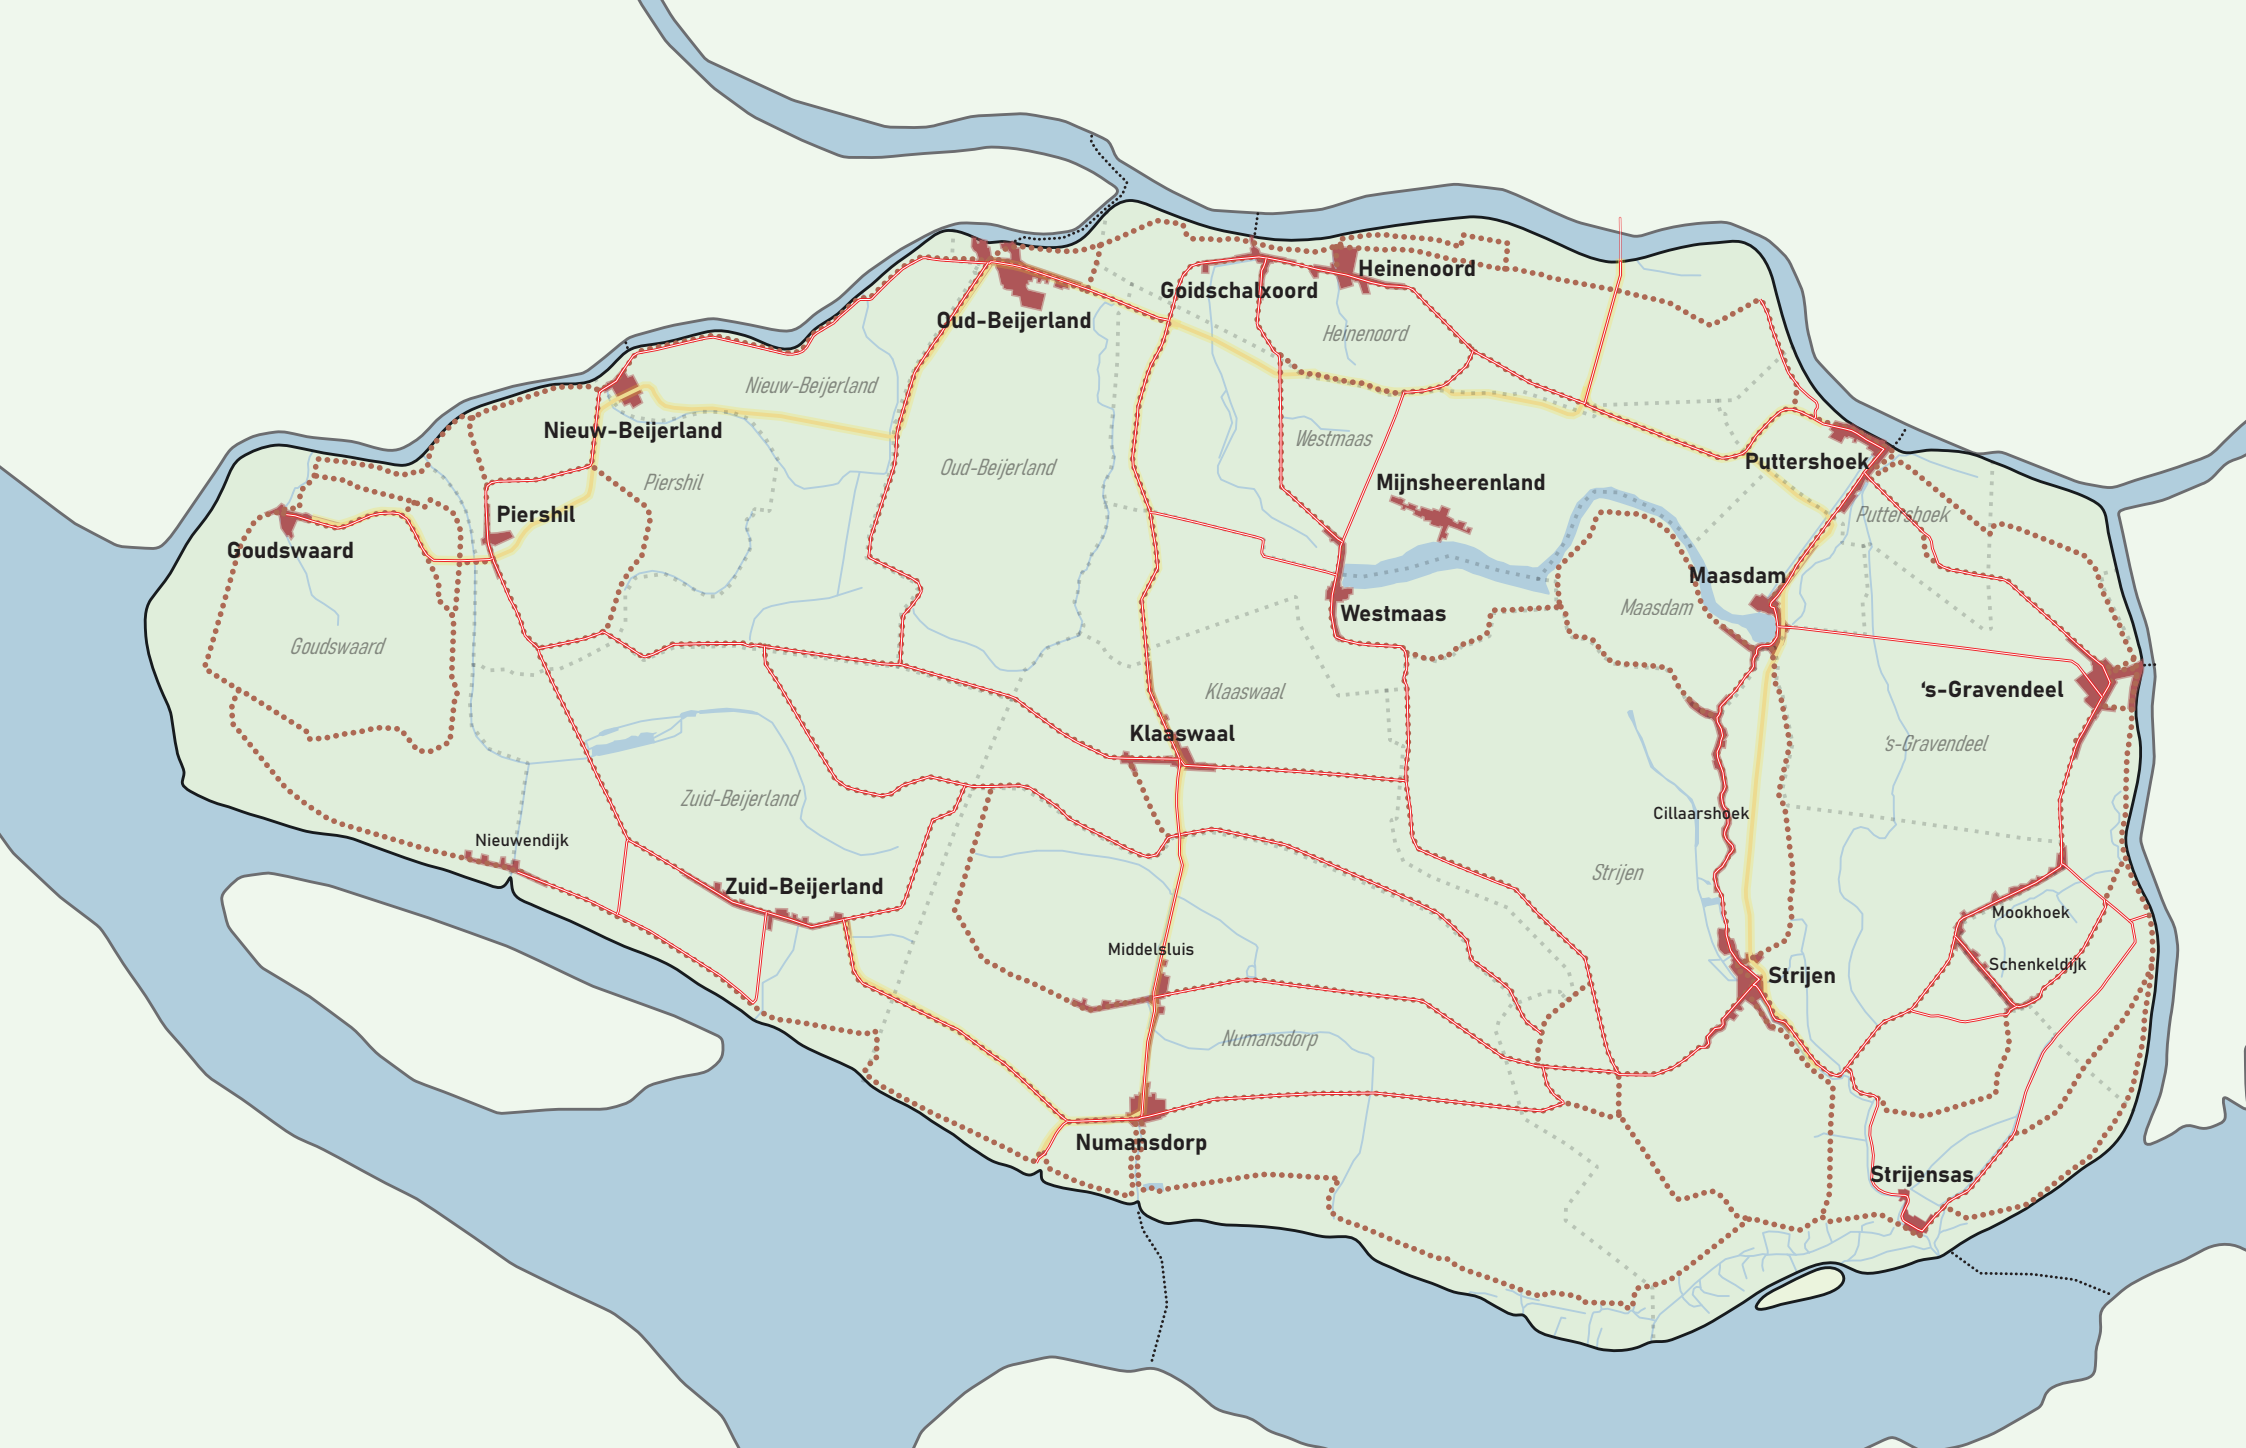 Heinenoord
Goidschalxoord
Oud-Beijerland
Heinenoord
Nieuw-Beijerland
Nieuw-Beijerland
Westmaas
Puttershoek
Oud-Beijerland
Piershil
Mijnsheerenland
Piershil
Puttershoek
Goudswaard
Maasdam
Maasdam
Westmaas
Goudswaard
Klaaswaal
‘s-Gravendeel
Klaaswaal
's-Gravendeel
Zuid-Beijerland
Cillaarshoek
Nieuwendijk
Strijen
Zuid-Beijerland
Mookhoek
Middelsluis
Schenkeldijk
Strijen
Numansdorp
Numansdorp
Strijensas